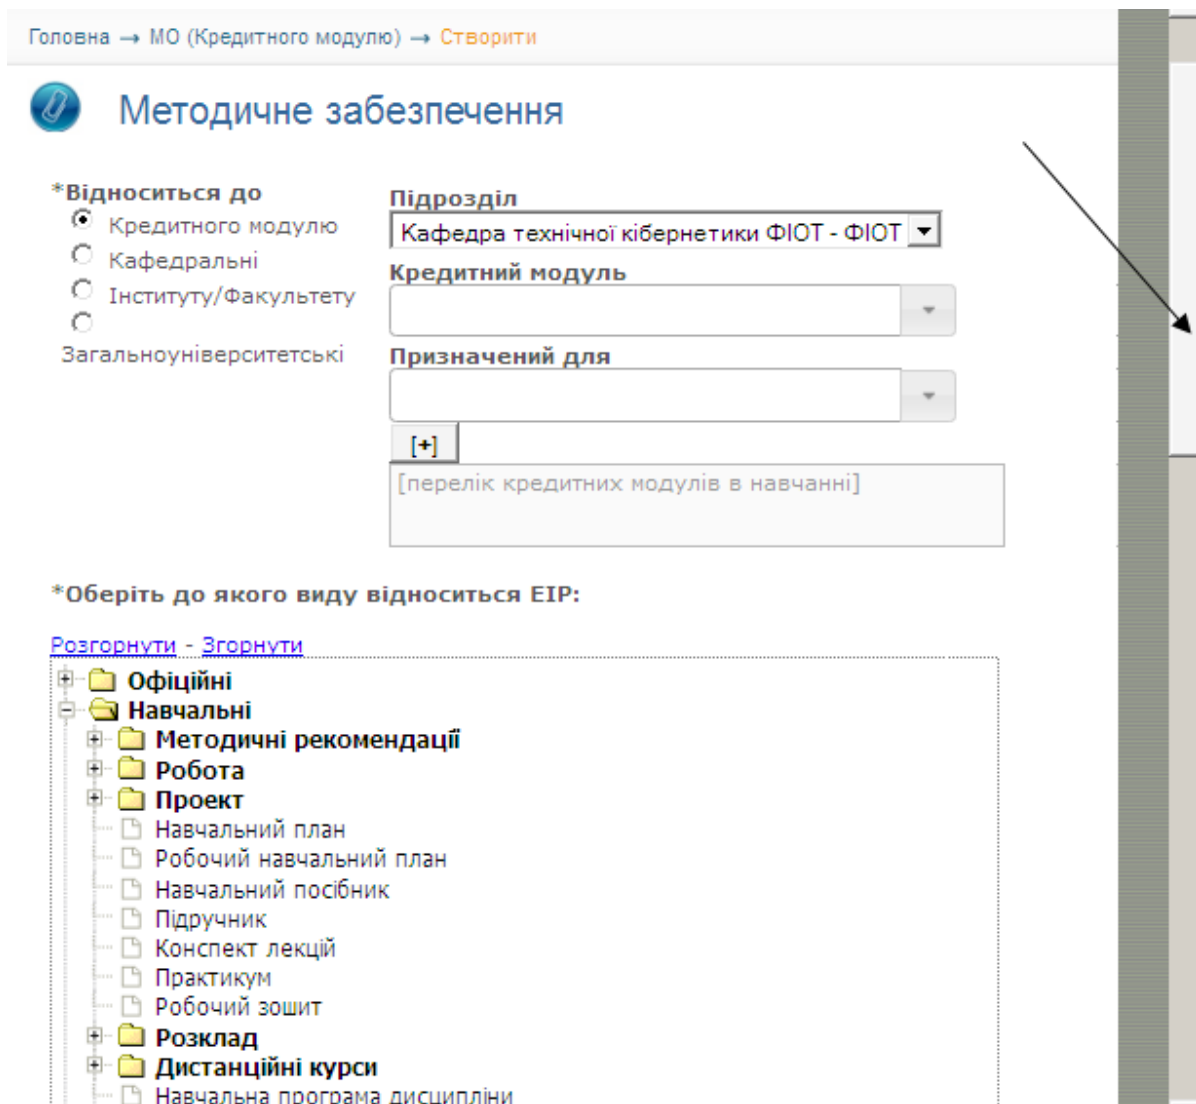 Головна → МО (Кредитного модулю) → Створити
Методичне забезпечення
*Відноситься до
Кредитного модулю
Кафедральні
Інституту/Факультету
Загальноуніверситетські
Підрозділ
Кафедра технічної кібернетики ФІОТ - ФІОТ
Кредитний модуль
Призначений для
[+]
[перелік кредитних модулів в навчанні]
*Оберіть до якого виду відноситься ЕІР:
Розгорнути - Згорнути
Офіційні
Навчальні
Методичні рекомендації
Робота
Проект
Навчальний план
Робочий навчальний план
Навчальний посібник
Підручник
Конспект лекцій
Практикум
Робочий зошит
Розклад
Дистанційні курси
Навчальна програма дисципліни